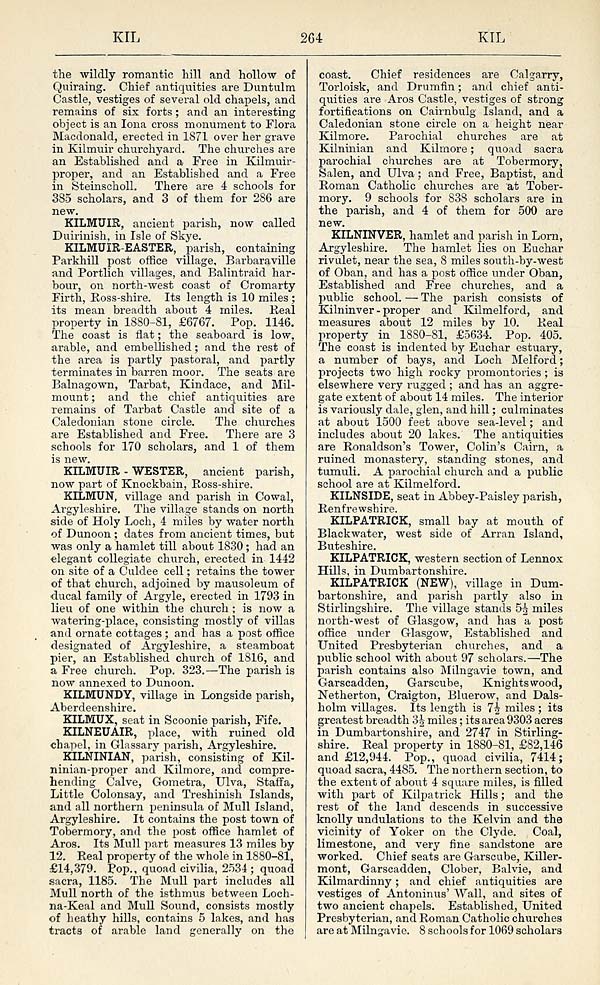 KIL 264 KIL
the wildly romantic hill and hollow of
Quiraing. Chief antiquities are Duntulm
Castle, vestiges of several old chapels, and
remains of six forts; and an interesting
object is an Iona cross monument to Flora
Macdonald, erected in 1871 over her grave
in Kilmuir churchyard. The churches are
an Established and a Free in Kilmuir-
proper, and an Established and a Free
in Steinscholl. There are 4 schools for
385 scholars, and 3 of them for 286 are
new.
KILMUIR, ancient parish, now called
Duirinish, in Isle of Skye.
KILMUIR-EASTER, parish, containing
Parkhill post office village, Barbaraville
and Portlich villages, and Balintraid har-
bour, on north-west coast of Cromarty
Firth, Ross-shire. Its length is 10 miles;
its mean breadth about 4 miles. Real
property in 1880-81, £6767. Pop. 1146.
The coast is flat; the seaboard is low,
arable, and embellished; and the rest of
the area is partly pastoral, and partly
terminates in barren moor. The seats are
Balnagown, Tarbat, Kindace, and Mil-
mount; and the chief antiquities are
remains of Tarbat Castle and site of a
Caledonian stone circle. The churches
are Established and Free. There are 3
schools for 170 scholars, and 1 of them
is new.
KILMUIR-WESTER, ancient parish,
now part of Knockbain, Ross-shire.
KILMUN, village and parish in Cowal,
Argyleshire. The village stands on north
side of Holy Loch, 4 miles by water north
of Dunoon; dates from ancient times, but
was only a hamlet till about 1830; had an
elegant collegiate church, erected in 1442
on site of a Culdee cell; retains the tower
of that church, adjoined by mausoleum of
ducal family of Argyle, erected in 1793 in
lieu of one within the church; is now a
watering-place, consisting mostly of villas
and ornate cottages; and has a post office
designated of Argyleshire, a steamboat
pier, an Established church of 1816, and
a Free church. Pop. 323.—The parish is
now annexed to Dunoon.
KILMUNDY, village in Longside parish,
Aberdeenshire.
KILMUX, seat in Scoonie parish, Fife.
KILNEUAIR, place, with ruined old
chapel, in Glassary parish, Argyleshire.
KILNINIAN, parish, consisting of Kil-
ninian-proper and Kilmore, and compre-
hending Calve, Gometra, Ulva, Staffa,
Little Colonsay, and Treshinish Islands,
and all northern peninsula of Mull Island,
Argyleshire. It contains the post town of
Tobermory, and the post office hamlet of
Aros. Its Mull part measures 13 miles by
12. Real property of the whole in 1880-81,
£14,379. Pop., quoad civilia, 2534; quoad
sacra, 1185. The Mull part includes all
Mull north of the isthmus between Loch-
na-Keal and Mull Sound, consists mostly
of heathy hills, contains 5 lakes, and has
tracts of arable land generally on the
coast. Chief residences are Calgarry,
Torloisk, and Drumfin; and chief anti-
quities are Aros Castle, vestiges of strong
fortifications on Cairnbulg Island, and a
Caledonian stone circle on a height near
Kilmore. Parochial churches are at
Kilninian and Kilmore; quoad sacra
parochial churches are at Tobermory,
Salen, and Ulva; and Free, Baptist, and
Roman Catholic churches are at Tober-
mory. 9 schools for 838 scholars are in
the parish, and 4 of them for 500 are
new.
KILNINVER, hamlet and parish in Lorn,
Argyleshire. The hamlet lies on Euchar
rivulet, near the sea, 8 miles south-by-west
of Oban, and has a post office under Oban,
Established and Free churches, and a
public school.—The parish consists of
Kilninver-proper and Kilmelford, and
measures about 12 miles by 10. Real
property in 1880-81, £5634. Pop. 405.
The coast is indented by Euchar estuary,
a number of bays, and Loch Melford;
projects two high rocky promontories; is
elsewhere very rugged; and has an aggre-
gate extent of about 14 miles. The interior
is variously dale, glen, and hill; culminates
at about 1500 feet above sea-level; and
includes about 20 lakes. The antiquities
are Ronaldson's Tower, Colin's Cairn, a
ruined monastery, standing stones, and
tumuli. A parochial church and a public
school are at Kilmelford.
KILNSIDE, seat in Abbey-Paisley parish,
Renfrewshire.
KILPATRICK, small bay at mouth of
Blackwater, west side of Arran Island,
Buteshire.
KILPATRICK, western section of Lennox
Hills, in Dumbartonshire.
KILPATRICK (NEW), village in Dum-
bartonshire, and parish partly also in
Stirlingshire. The village stands 5½ miles
north-west of Glasgow, and has a post
office under Glasgow, Established and
United Presbyterian churches, and a
public school with about 97 scholars.—The
parish contains also Milngavie town, and
Garscadden, Garscube, Knightswood,
Netherton, Craigton, Bluerow, and Dals-
holm villages. Its length is 7½ miles; its
greatest breadth 3½ miles; its area 9303 acres
in Dumbartonshire, and 2747 in Stirling-
shire. Real property in 1880-81, £82,146
and £12,944. Pop., quoad civilia, 7414;
quoad sacra, 4485. The northern section, to
the extent of about 4 square miles, is filled
with part of Kilpatrick Hills; and the
rest of the land descends in successive
knolly undulations to the Kelvin and the
vicinity of Yoker on the Clyde. Coal,
limestone, and very fine sandstone are
worked. Chief seats are Garscube, Killer-
mont, Garscadden, Clober, Balvie, and
Kilmardinny; and chief antiquities are
vestiges of Antoninus' Wall, and sites of
two ancient chapels. Established, United
Presbyterian, and Roman Catholic churches
are at Milngavie. 8 schools for 1069 scholars